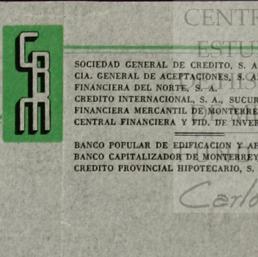 CBM
CENTR
ESTU
HIS
SOCIEDAD GENERAL DE CREDITO, S. A
CIA. GENERAL DE ACEPTACIONES, S. A.
FINANCIERA DEL NORTE, S. A.
CREDITO INTERNACIONAL, S. A., SUCUR
FINANCIERA MERCANTIL DE MONTERRE
CENTRAL FINANCIERA Y FID. DE INVER
BANCO POPULAR DE EDIFICACION Y AH
BANCO CAPITALIZADOR DE MONTERREY
CREDITO PROVINCIAL HIPOTECARIO, S.
Carlo